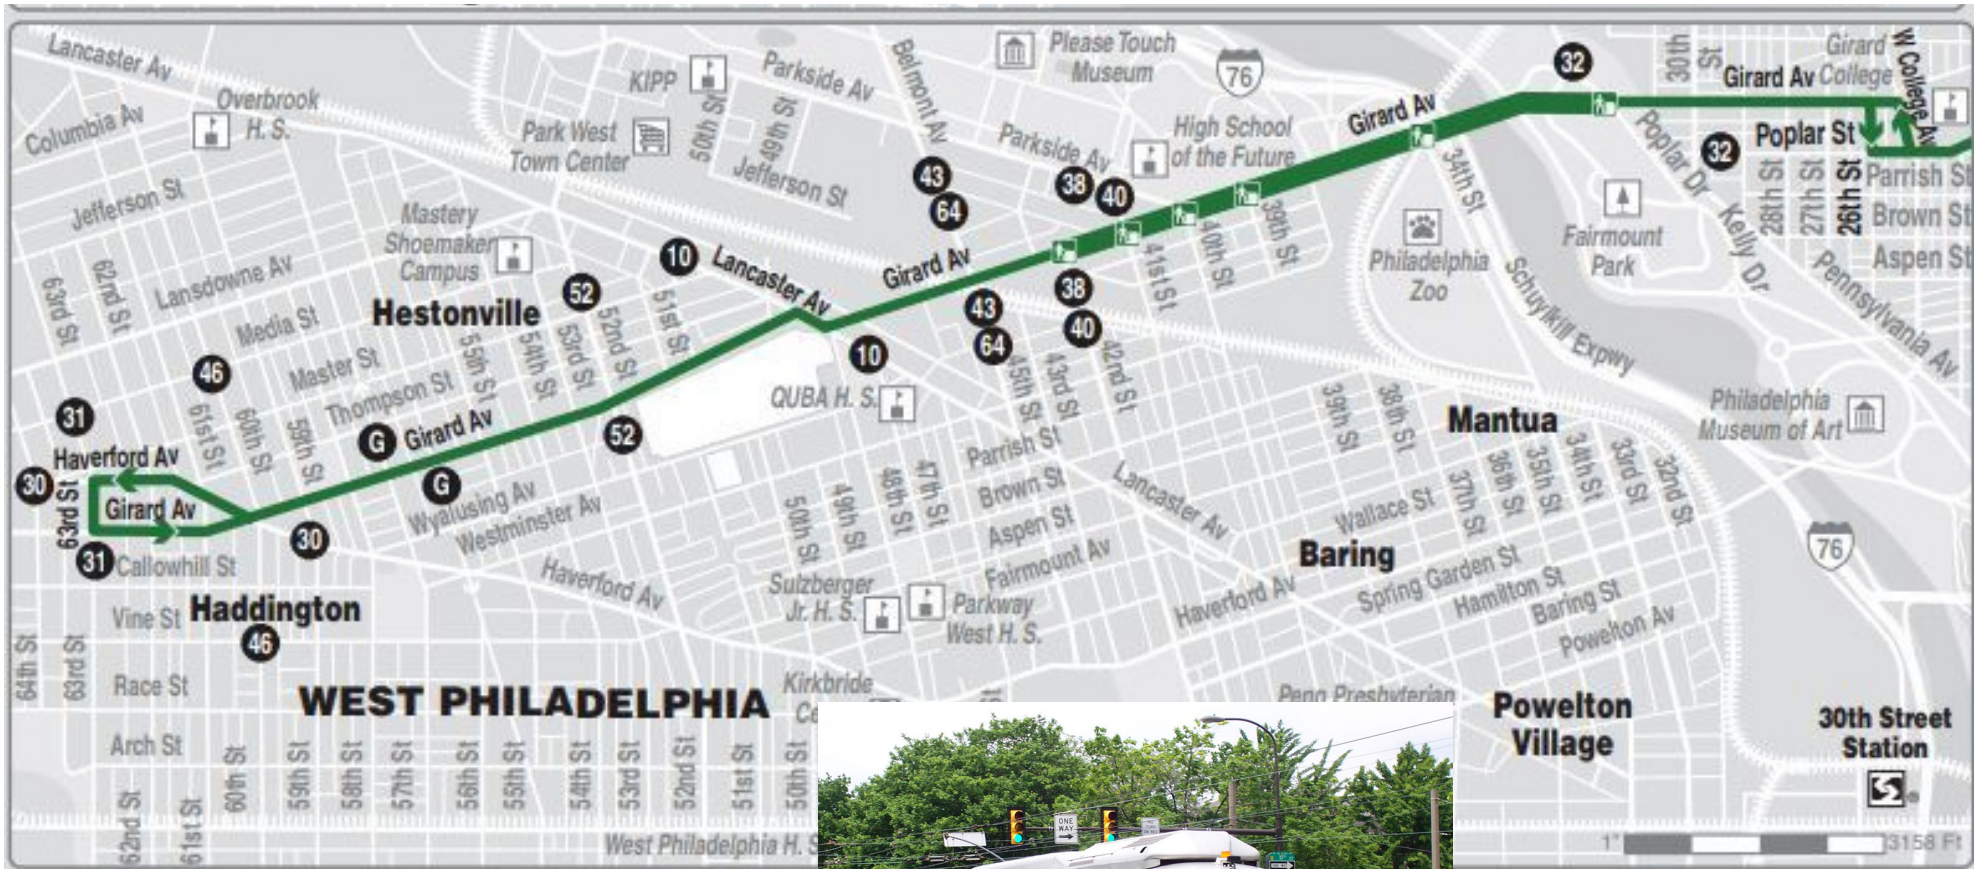 Lancaster Av
Columbia Av
Overbrook
H. S.
Jefferson St
Park West
Town Center
KIPP
50th St
49th St
Jefferson St
Parkside Av
Belmont Av
Please Touch
Museum
76
Parkside Av
High School
of the Future
Girard Av
32
30th
St
Girard Av
Girard
College
W College Av
Poplar St
32
Poplar Dr
Kelly Dr
28th St
27th St
26th St
Parrish St
Brown St
Aspen St
Pennsylvania Av
34th St
Fairmount
Park
Philadelphia
Zoo
Schuylkill Expwy
43
64
38
40
39th St
40th St
41st St
Mastery
Shoemaker
Campus
10
Lancaster Av
Girard Av
63rd St
62nd St
Lansdowne Av
Media St
Hestonville
52
51st St
52nd St
53rd St
54th St
55th St
Master St
Thompson St
46
43
64
38
40
10
QUBA H. S.
45th St
43rd St
42nd St
39th St
38th St
Mantua
Philadelphia
Museum of Art
31
Haverford Av
30
63rd St
Girard Av
31
61st St
60th St
59th St
G
Girard Av
G
52
30
Wyalusing Av
Westminster Av
Haverford Av
Callowhill St
Vine St
Haddington
46
50th St
49th St
48th St
47th St
Parrish St
Brown St
Aspen St
Fairmount Av
Lancaster Av
Haverford Av
Wallace St
37th St
36th St
35th St
34th St
33rd St
32nd St
Baring
Spring Garden St
Hamilton St
Baring St
Powelton Av
76
Sulzberger
Jr. H. S.
Parkway
West H. S.
64th St
63rd St
Race St
WEST PHILADELPHIA
Kirkbride
Penn Presbyterian
Powelton
Village
30th Street
Station
Arch St
62nd St
61st St
60th St
59th St
58th St
57th St
56th St
55th St
54th St
53rd St
52nd St
51st St
50th St
West Philadelphia H. S
ONE
WAY
1"
3158 Ft